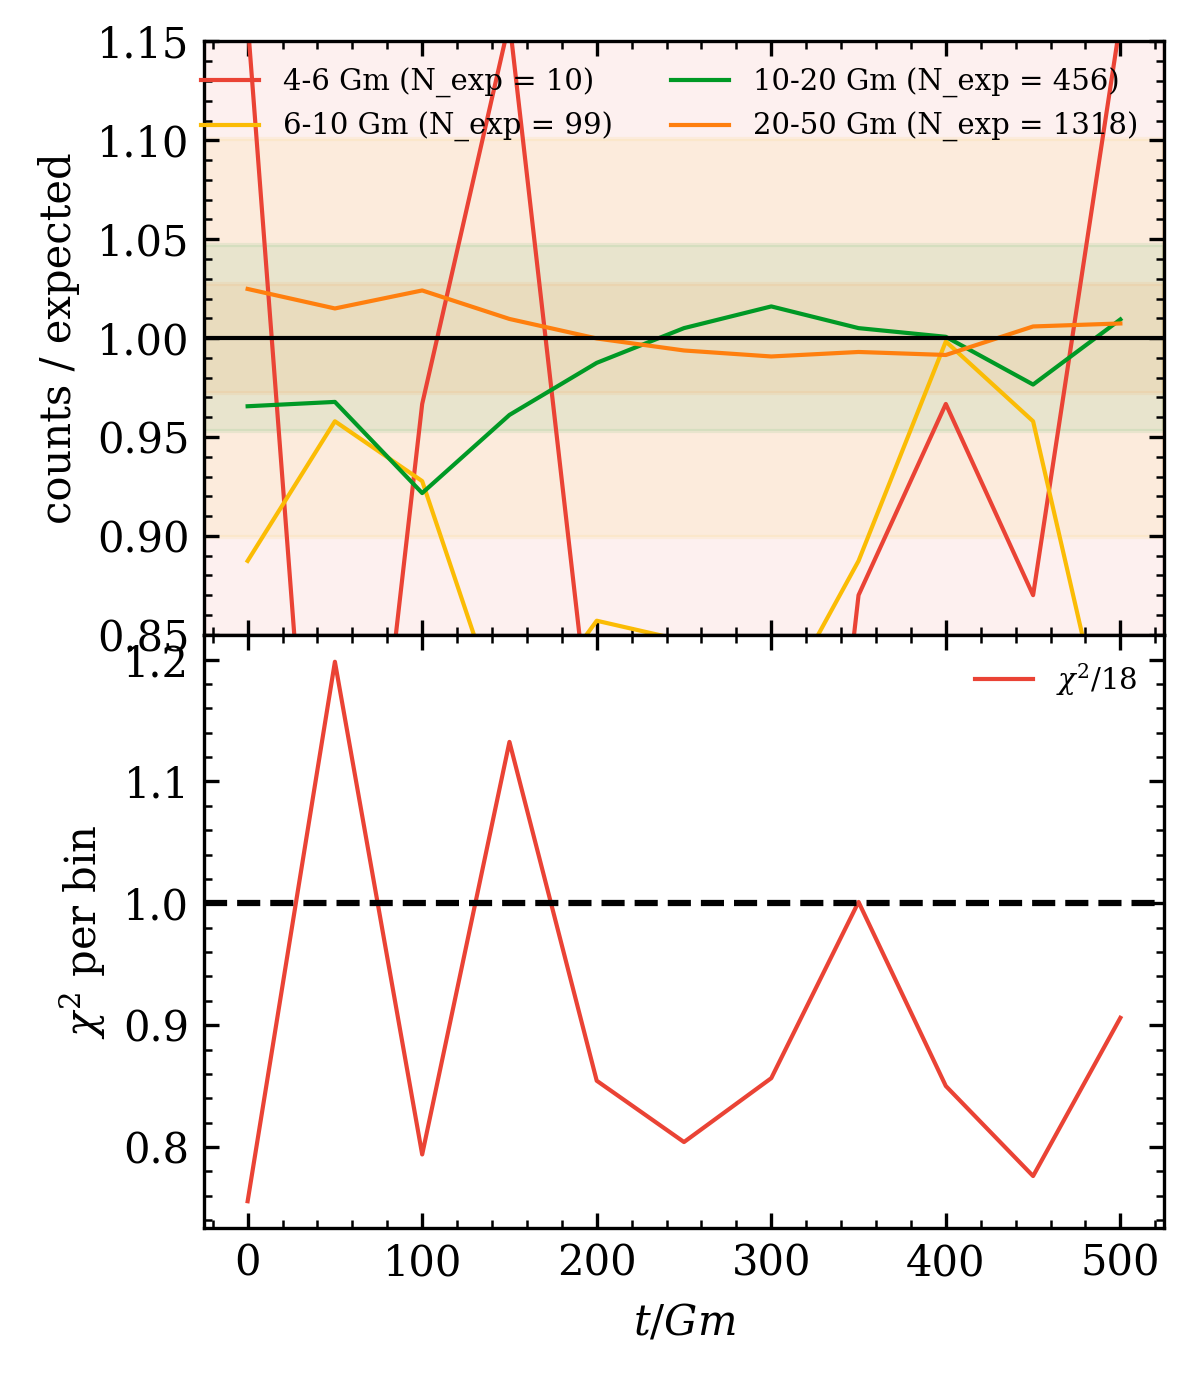 1.15
1.10
1.05
1.00
0.95
0.90
0.85
counts / expected
4-6 Gm (N_exp = 10)
6-10 Gm (N_exp = 99)
10-20 Gm (N_exp = 456)
20-50 Gm (N_exp = 1318)
1.2
1.1
1.0
0.9
0.8
χ² per bin
χ²/18
0 100 200 300 400 500
t/Gm